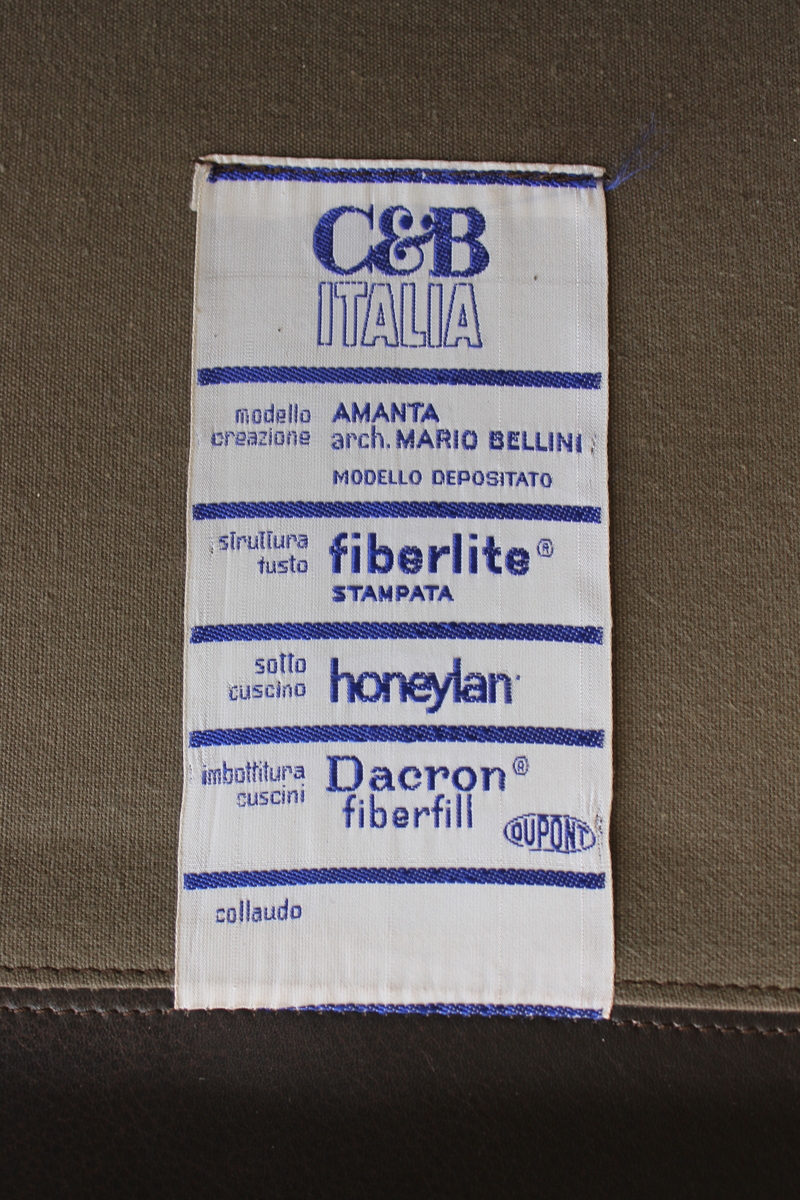 C&B
ITALIA
modello AMANTA
creazione arch. MARIO BELLINI
MODELLO DEPOSITATO
struttura fusto fiberlite®
STAMPATA
sotto cuscino honeylan
imbottitura cuscini Dacron®
fiberfill
DUPONT
collaudo